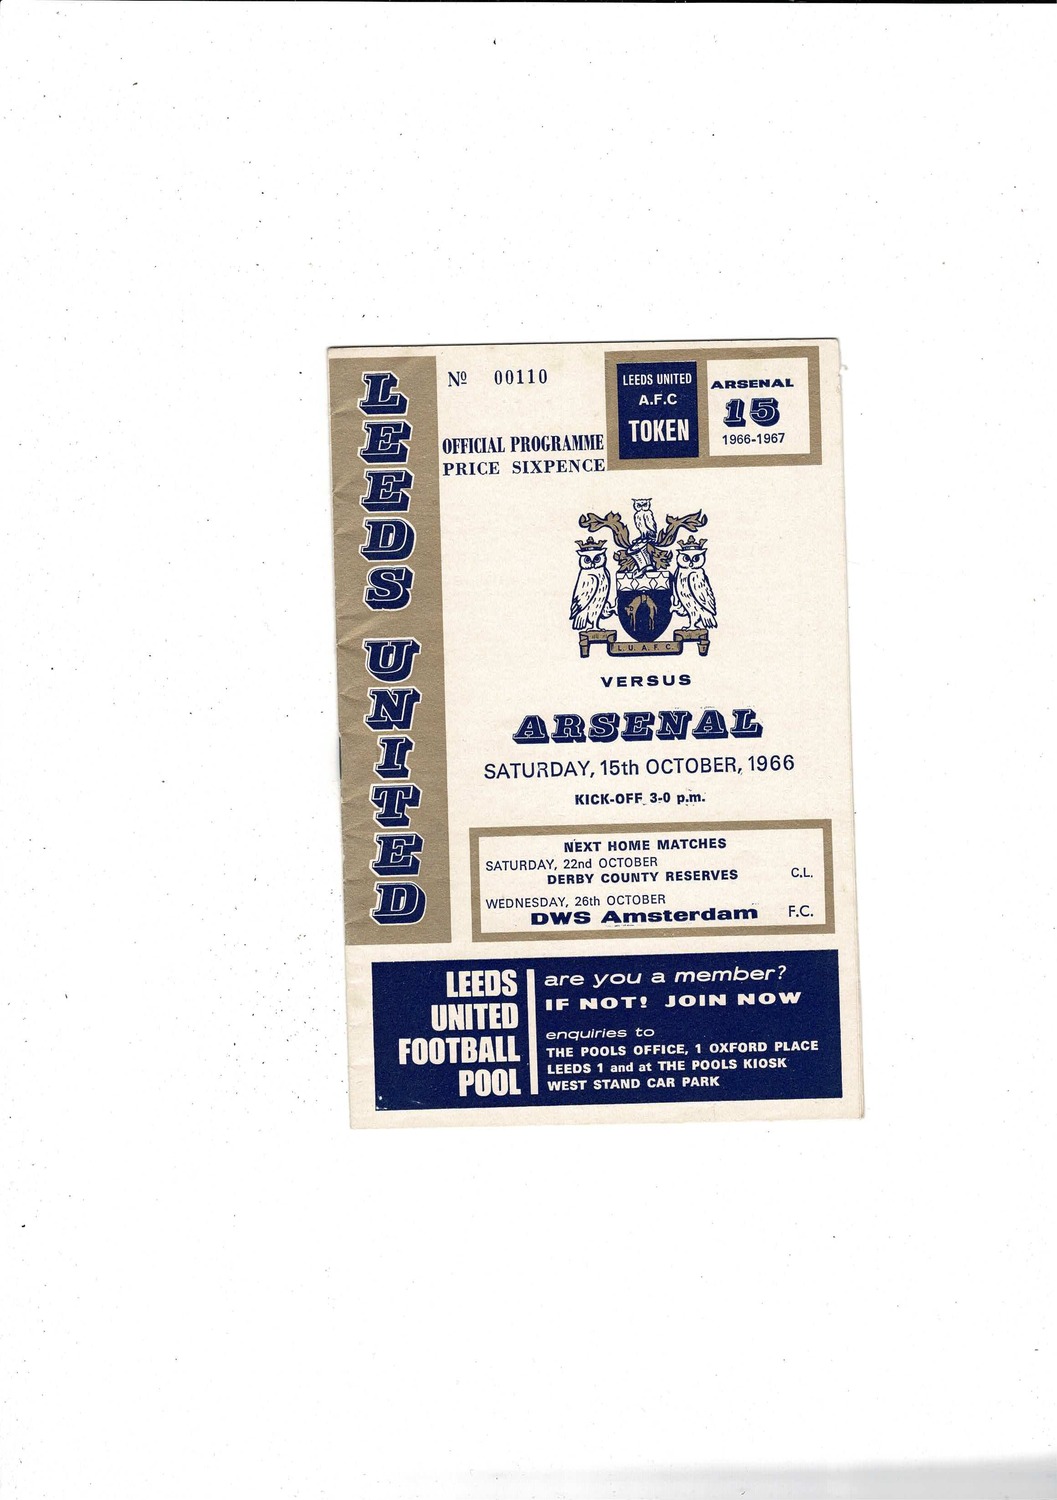 LEEDS UNITED
Nº 00110
OFFICIAL PROGRAMME
PRICE SIXPENCE
LEEDS UNITED
A.F.C
TOKEN
ARSENAL
15
1966-1967
L. U. A. F. C.
VERSUS
ARSENAL
SATURDAY, 15th OCTOBER, 1966
KICK-OFF 3-0 p.m.
NEXT HOME MATCHES
SATURDAY, 22nd OCTOBER
DERBY COUNTY RESERVES C.L.
WEDNESDAY, 26th OCTOBER
DWS Amsterdam F.C.
LEEDS
UNITED
FOOTBALL
POOL
are you a member?
IF NOT! JOIN NOW
enquiries to
THE POOLS OFFICE, 1 OXFORD PLACE
LEEDS 1 and at THE POOLS KIOSK
WEST STAND CAR PARK